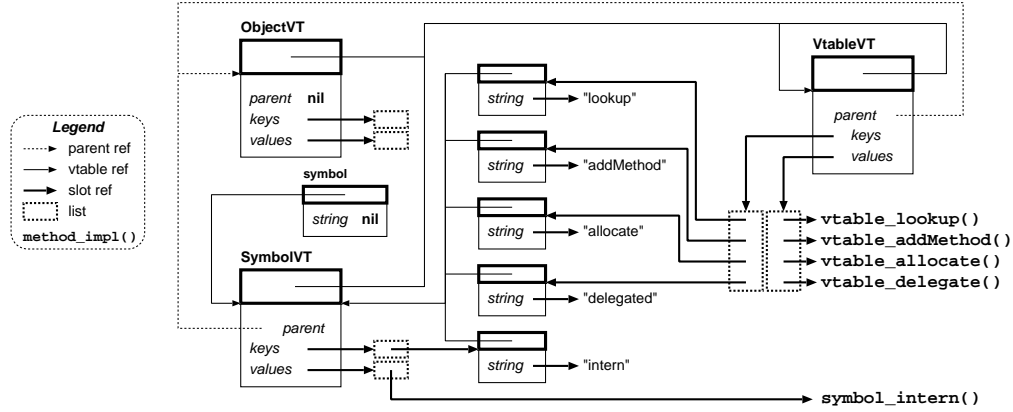 ObjectVT
parent nil
keys
values
Legend
parent ref
vtable ref
slot ref
list
method_impl()
symbol
string nil
SymbolVT
parent
keys
values
string "lookup"
string "addMethod"
string "allocate"
string "delegated"
string "intern"
VtableVT
parent
keys
values
vtable_lookup()
vtable_addMethod()
vtable_allocate()
vtable_delegate()
symbol_intern()